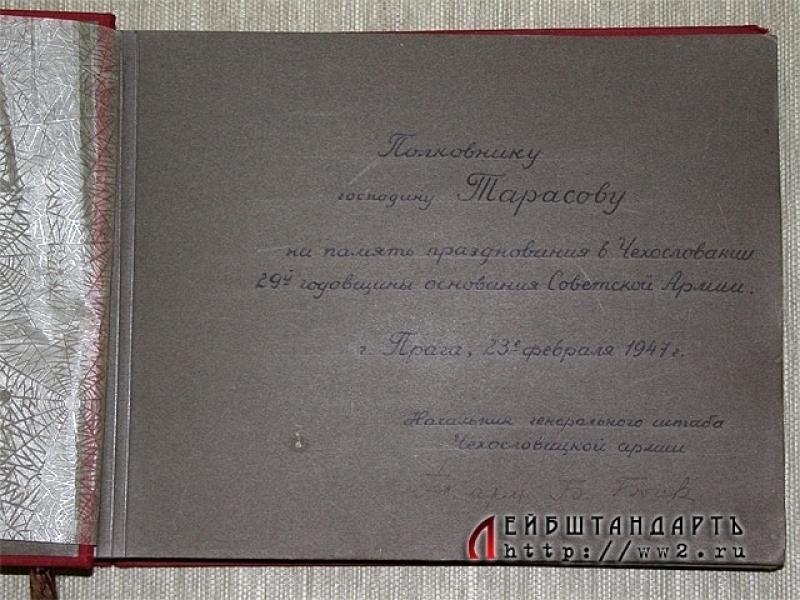 Полковнику
господину Тарасову
на память празднования в Чехословакии
29й годовщины основания Советской Армии.
г. Прага, 23е февраля 1947 г.
Начальник генерального штаба
Чехословацкой армии
арм. Б.
ЛЕЙБШТАНДАРТЪ
http://ww2.ru